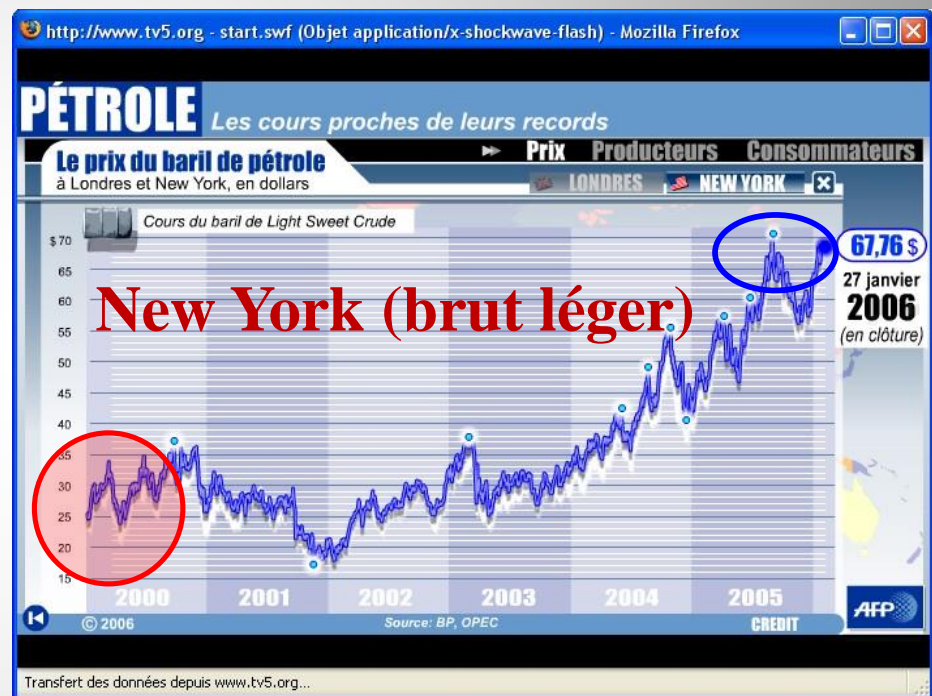 http://www.tv5.org - start.swf (Objet application/x-shockwave-flash) - Mozilla Firefox
PÉTROLE Les cours proches de leurs records
Prix Producteurs Consommateurs
Le prix du baril de pétrole
à Londres et New York, en dollars
LONDRES NEW YORK
Cours du baril de Light Sweet Crude
$ 70
65
60
55
50
45
40
35
30
25
20
15
New York (brut léger)
67,76 $
27 janvier
2006
(en clôture)
2000 2001 2002 2003 2004 2005
AFP
© 2006 Source: BP, OPEC CREDIT
Transfert des données depuis www.tv5.org...